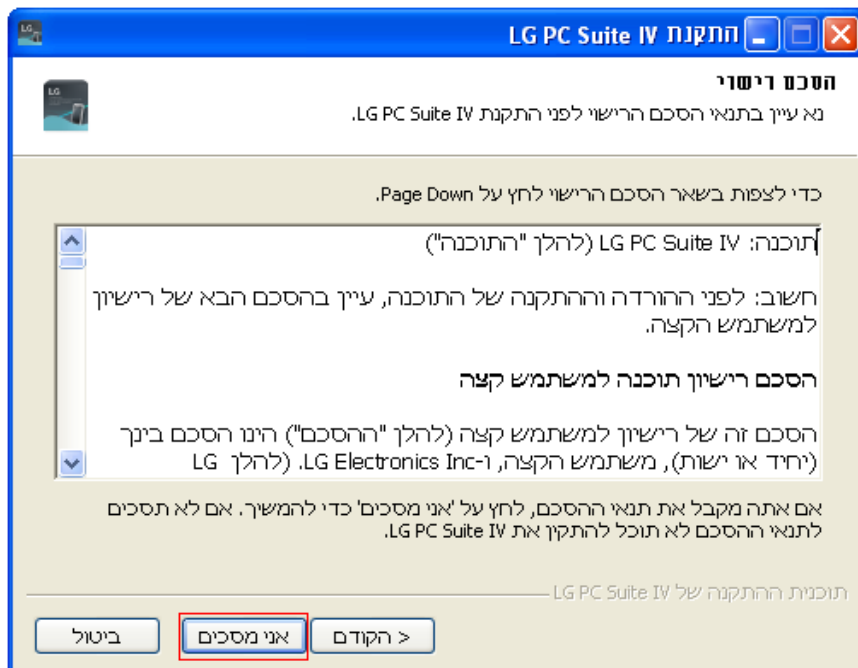 התקנת LG PC Suite IV
הסכם רישוי
נא עיין בתנאי הסכם הרישוי לפני התקנת LG PC Suite IV.
LG
כדי לצפות בשאר הסכם הרישוי לחץ על Page Down.
תוכנה: LG PC Suite IV (להלן "התוכנה")
חשוב: לפני ההורדה וההתקנה של התוכנה, עיין בהסכם הבא של רישיון
למשתמש הקצה.
הסכם רישיון תוכנה למשתמש קצה
הסכם זה של רישיון למשתמש קצה (להלן "ההסכם") הינו הסכם בינך
(יחיד או ישות), משתמש הקצה, ו-LG Electronics Inc. (להלן LG
אם אתה מקבל את תנאי ההסכם, לחץ על 'אני מסכים' כדי להמשיך. אם לא תסכים
לתנאי ההסכם לא תוכל להתקין את LG PC Suite IV.
תוכנית ההתקנה של LG PC Suite IV
< הקודם
אני מסכים
ביטול